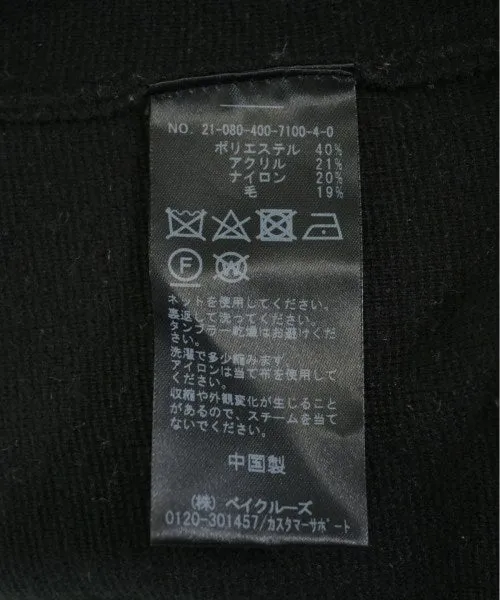 NO. 21-080-400-7100-4-0
ポリエステル 40%
アクリル 21%
ナイロン 20%
毛 19%
F
W
ネットを使用してください。
裏返して洗ってください。
タンブラー乾燥はお避けくだ
さい。
洗濯で多少縮みます。
アイロンは当て布を使用して
ください。
収縮や外観変化が生じること
があるので、スチームを当て
ないでください。
中国製
(株) ベイクルーズ
0120-301457/カスタマーサポート